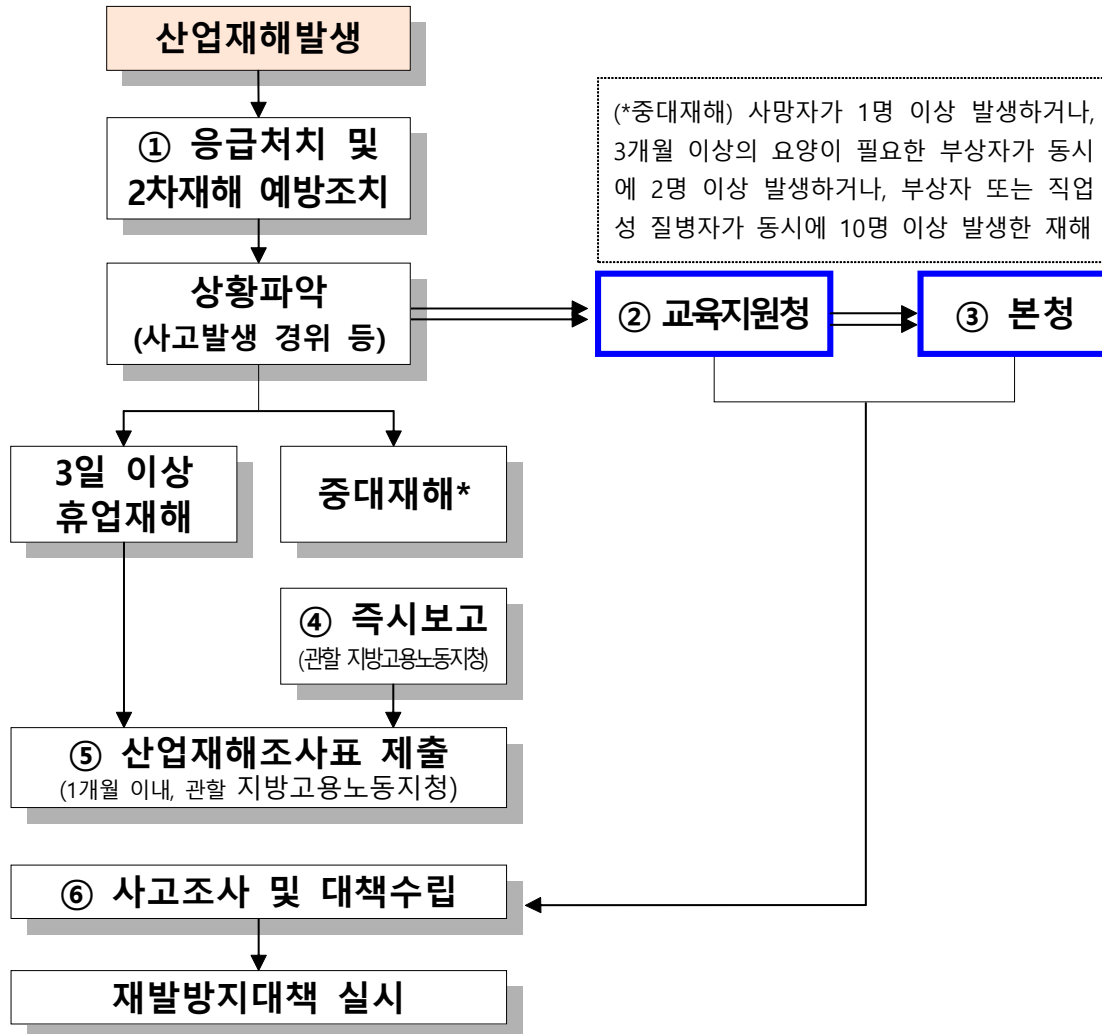 산업재해발생
① 응급처치 및
2차재해 예방조치
(*중대재해) 사망자가 1명 이상 발생하거나,
3개월 이상의 요양이 필요한 부상자가 동시
에 2명 이상 발생하거나, 부상자 또는 직업
성 질병자가 동시에 10명 이상 발생한 재해
상황파악
(사고발생 경위 등)
② 교육지원청
③ 본청
3일 이상
휴업재해
중대재해*
④ 즉시보고
(관할 지방고용노동지청)
⑤ 산업재해조사표 제출
(1개월 이내, 관할 지방고용노동지청)
⑥ 사고조사 및 대책수립
재발방지대책 실시